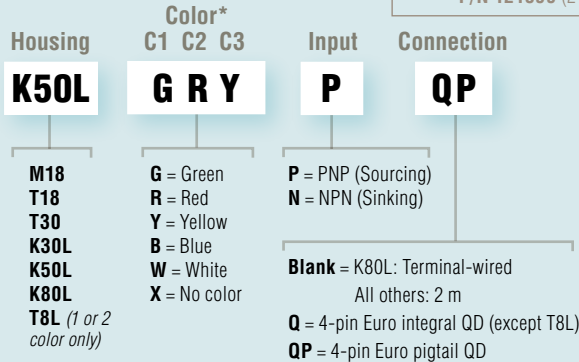 Color*
Housing C1 C2 C3 Input Connection
K50L G R Y P QP
M18
T18
T30
K30L
K50L
K80L
T8L (1 or 2
color only)
G = Green
R = Red
Y = Yellow
B = Blue
W = White
X = No color
P = PNP (Sourcing)
N = NPN (Sinking)
Blank = K80L: Terminal-wired
All others: 2 m
Q = 4-pin Euro integral QD (except T8L)
QP = 4-pin Euro pigtail QD